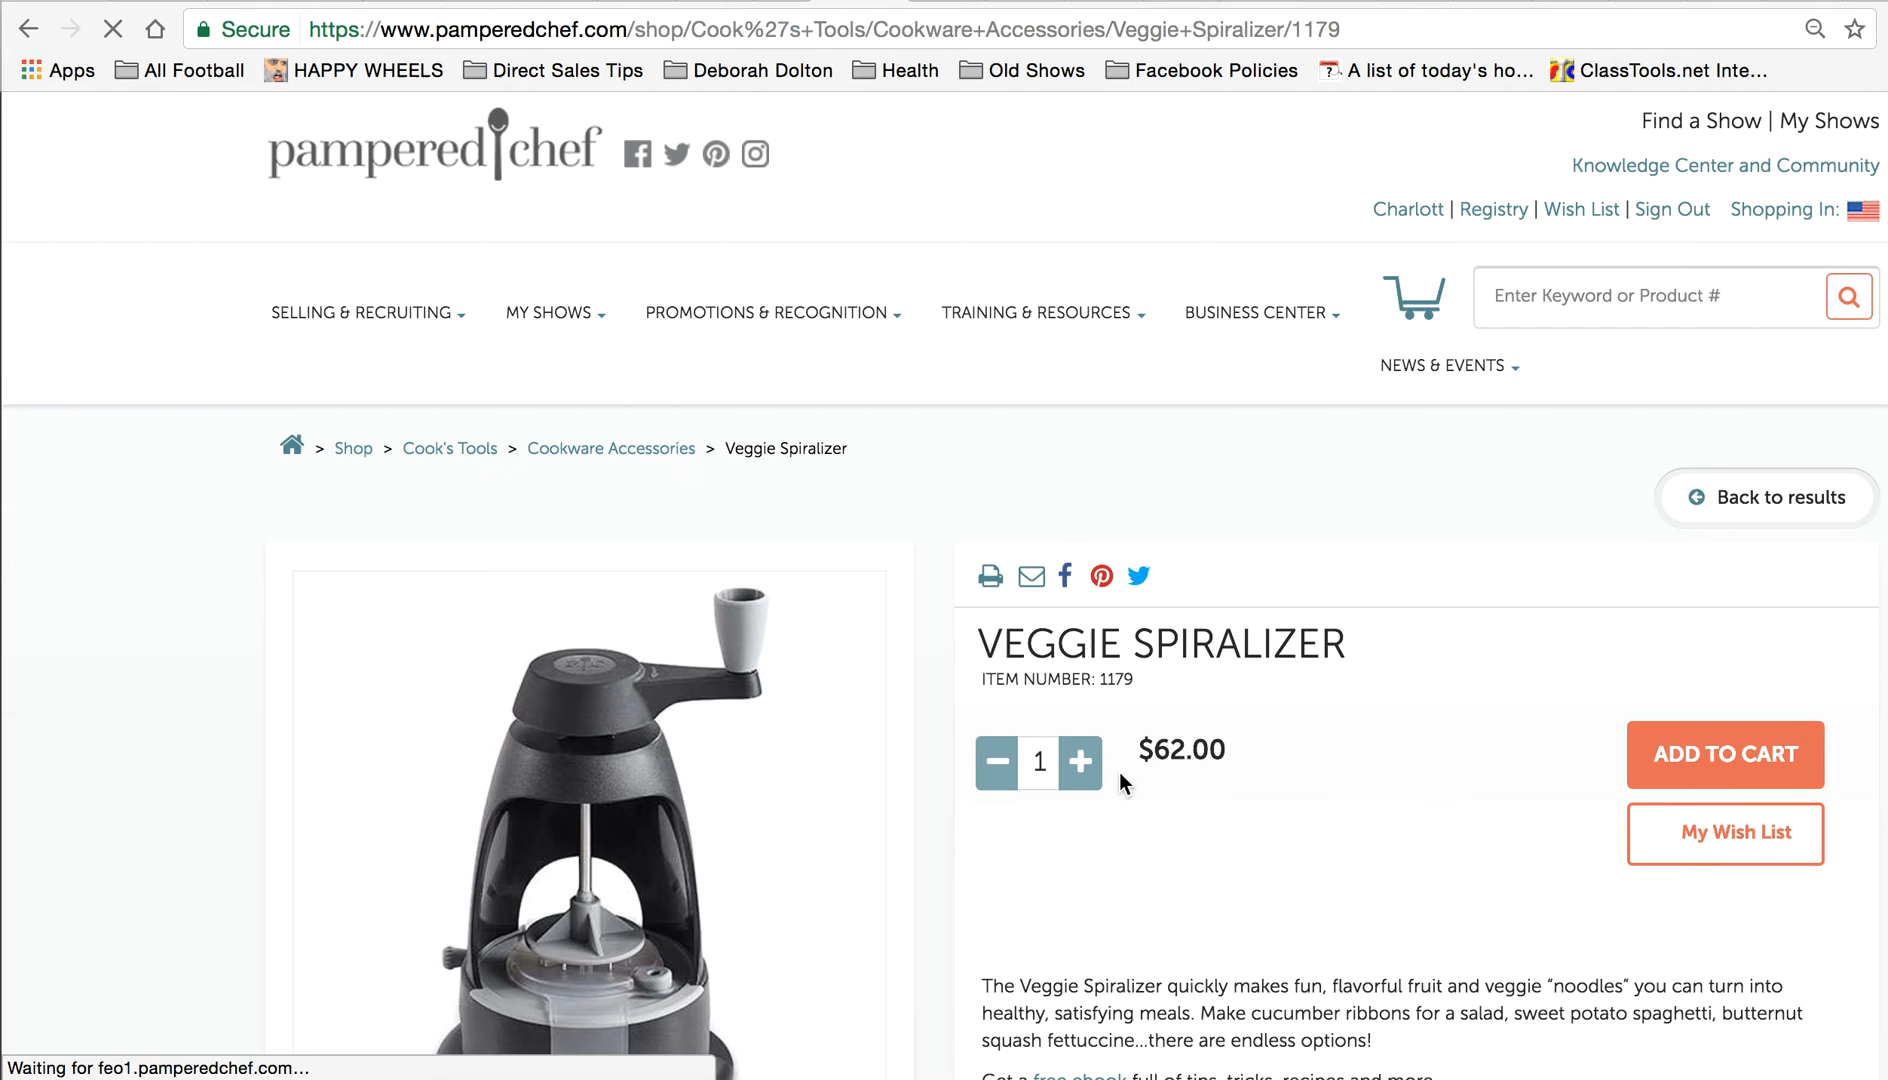 Secure https://www.pamperedchef.com/shop/Cook%27s+Tools/Cookware+Accessories/Veggie+Spiralizer/1179
Apps All Football HAPPY WHEELS Direct Sales Tips Deborah Dolton Health Old Shows Facebook Policies A list of today's ho... ClassTools.net Inte...
pampered chef
Find a Show | My Shows
Knowledge Center and Community
Charlott | Registry | Wish List | Sign Out Shopping In:
SELLING & RECRUITING MY SHOWS PROMOTIONS & RECOGNITION TRAINING & RESOURCES BUSINESS CENTER
Enter Keyword or Product #
NEWS & EVENTS
> Shop > Cook's Tools > Cookware Accessories > Veggie Spiralizer
Back to results
VEGGIE SPIRALIZER
ITEM NUMBER: 1179
1 $62.00
ADD TO CART
My Wish List
The Veggie Spiralizer quickly makes fun, flavorful fruit and veggie “noodles” you can turn into
healthy, satisfying meals. Make cucumber ribbons for a salad, sweet potato spaghetti, butternut
squash fettuccine...there are endless options!
Get a free ebook full of tips, tricks, recipes and more
Waiting for feo1.pamperedchef.com...